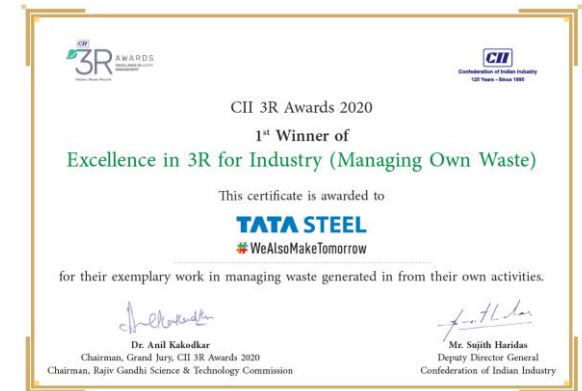 CII
3R AWARDS
CII
Confederation of Indian Industry
125 Years - Since 1895
CII 3R Awards 2020
1st Winner of
Excellence in 3R for Industry (Managing Own Waste)
This certificate is awarded to
TATA STEEL
#WeAlsoMakeTomorrow
for their exemplary work in managing waste generated in from their own activities.
Dr. Anil Kakodkar
Chairman, Grand Jury, CII 3R Awards 2020
Chairman, Rajiv Gandhi Science & Technology Commission
Mr. Sujith Haridas
Deputy Director General
Confederation of Indian Industry